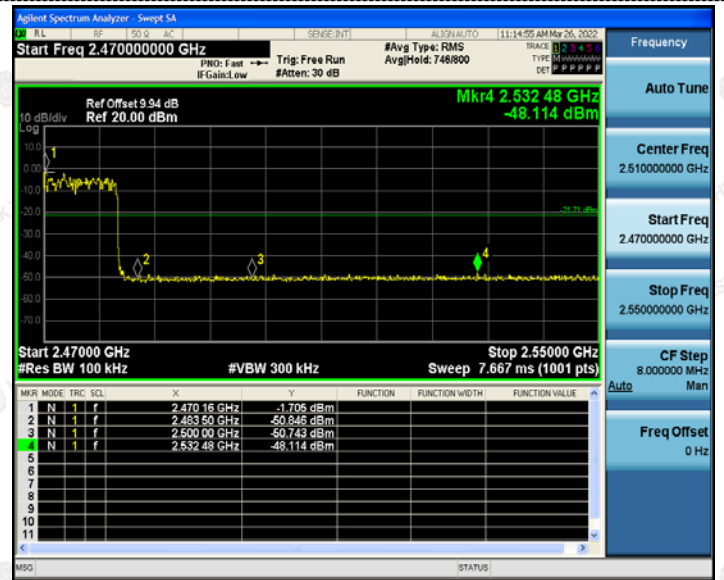 Agilent Spectrum Analyzer - Swept SA
RL RF 50 Ω AC SENSE:INT ALIGNAUTO 11:14:55 AM Mar 26, 2022
Start Freq 2.470000000 GHz
PNO: Fast
IFGain:Low
Trig: Free Run
#Atten: 30 dB
#Avg Type: RMS
Avg|Hold: 746/800
TRACE 1 2 3 4 5 6
TYPE M W W W W W
DET P P P P P P
Ref Offset 9.94 dB
10 dB/div Ref 20.00 dBm
Log
Mkr4 2.532 48 GHz
-48.114 dBm
10.0
0.00
-10.0
-20.0
-30.0
-40.0
-50.0
-60.0
-70.0
1
2
3
4
-21.71 dBm
Start 2.47000 GHz Stop 2.55000 GHz
#Res BW 100 kHz #VBW 300 kHz Sweep 7.667 ms (1001 pts)
MKR MODE TRC SCL X Y FUNCTION FUNCTION WIDTH FUNCTION VALUE
1 N 1 f 2.470 16 GHz -1.705 dBm
2 N 1 f 2.483 50 GHz -50.846 dBm
3 N 1 f 2.500 00 GHz -50.743 dBm
4 N 1 f 2.532 48 GHz -48.114 dBm
5
6
7
8
9
10
11
MSG STATUS
Frequency
Auto Tune
Center Freq
2.510000000 GHz
Start Freq
2.470000000 GHz
Stop Freq
2.550000000 GHz
CF Step
8.000000 MHz
Auto Man
Freq Offset
0 Hz